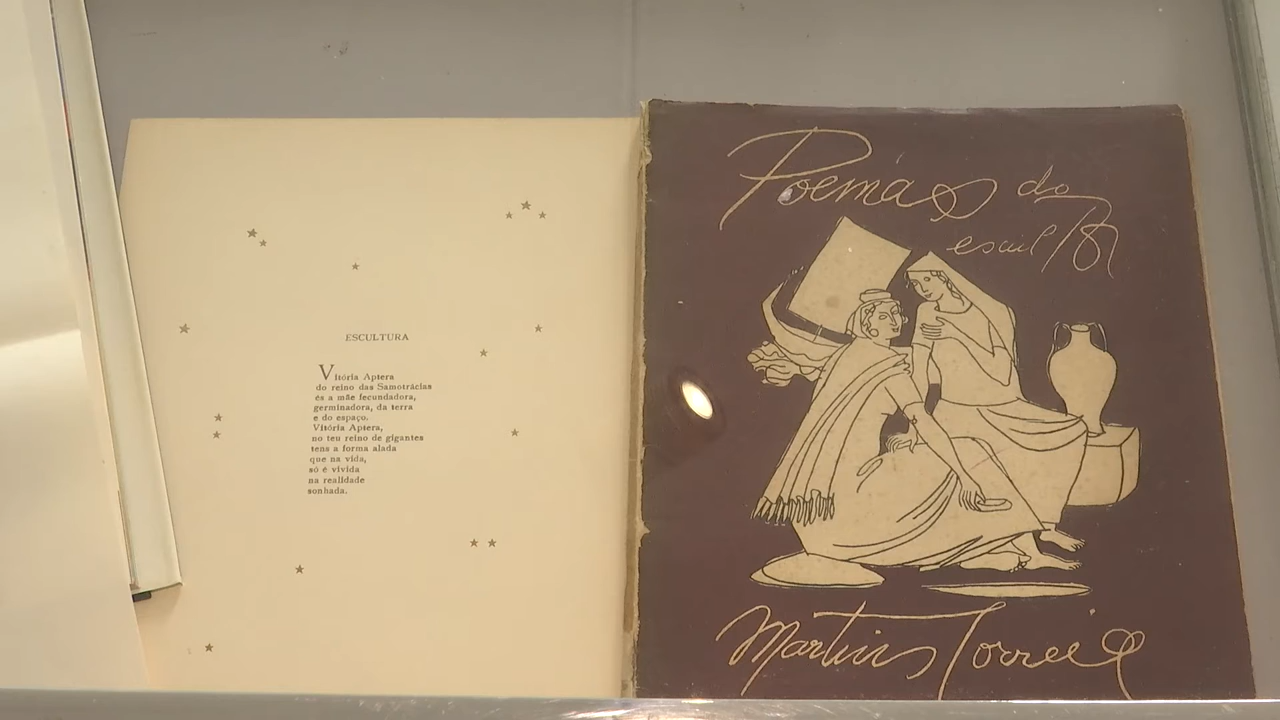 ESCULTURA
Vitória Aptera
do reino das Samotrácias
és a mãe fecundadora,
germinadora, da terra
e do espaço.
Vitória Aptera,
no teu reino de gigantes
tens a forma alada
que na vida,
só é vivida
na realidade
sonhada.
Poemas do
escultor
Martins Correia